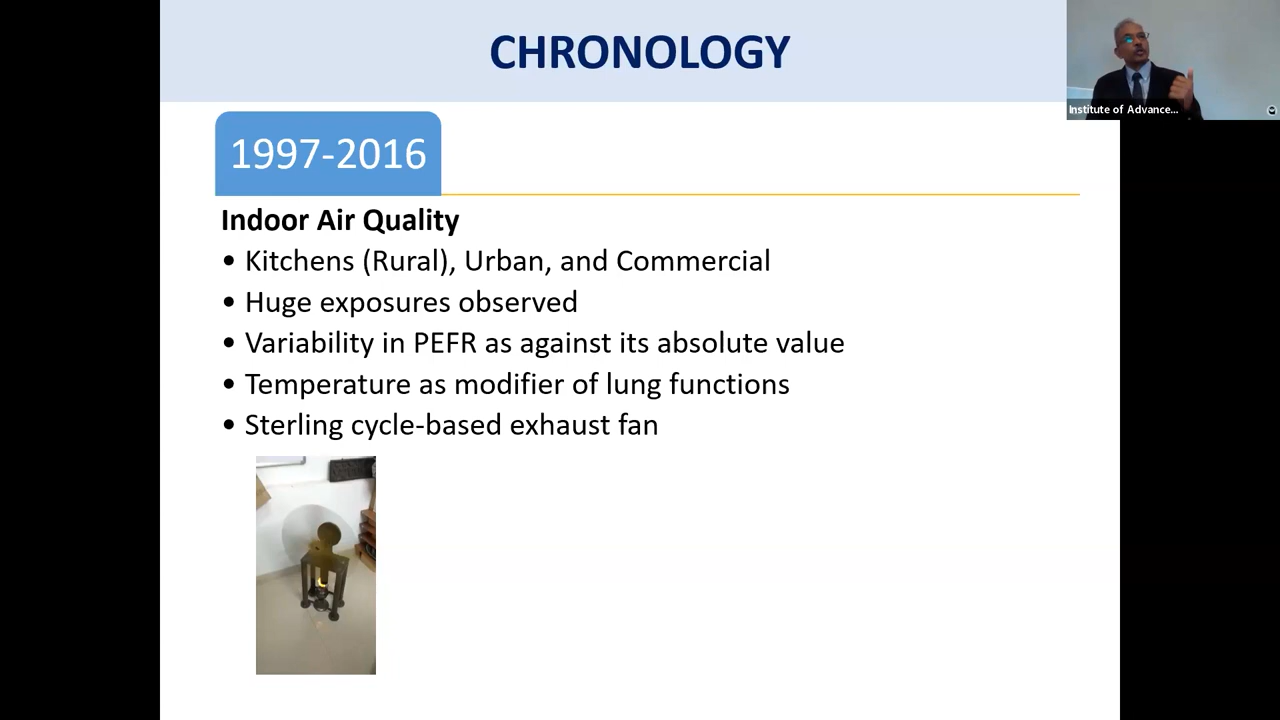 CHRONOLOGY
Institute of Advance...
1997-2016
Indoor Air Quality
• Kitchens (Rural), Urban, and Commercial
• Huge exposures observed
• Variability in PEFR as against its absolute value
• Temperature as modifier of lung functions
• Sterling cycle-based exhaust fan